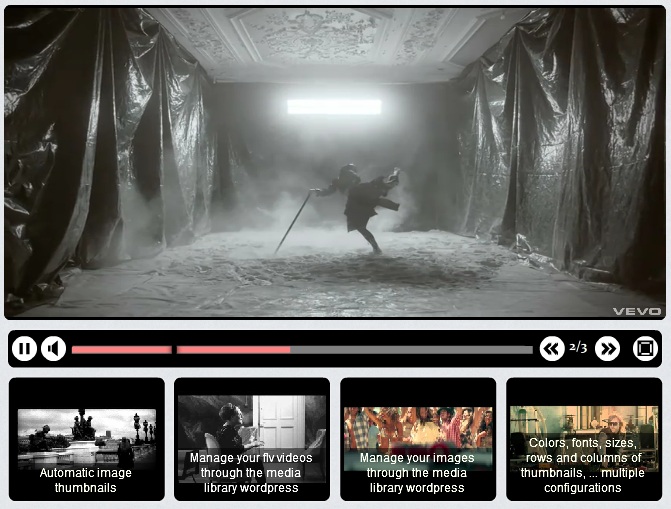 vevo
2/3
Automatic image
thumbnails
Manage your flv videos
through the media
library wordpress
Manage your images
through the media
library wordpress
Colors, fonts, sizes,
rows and columns of
thumbnails, ... multiple
configurations